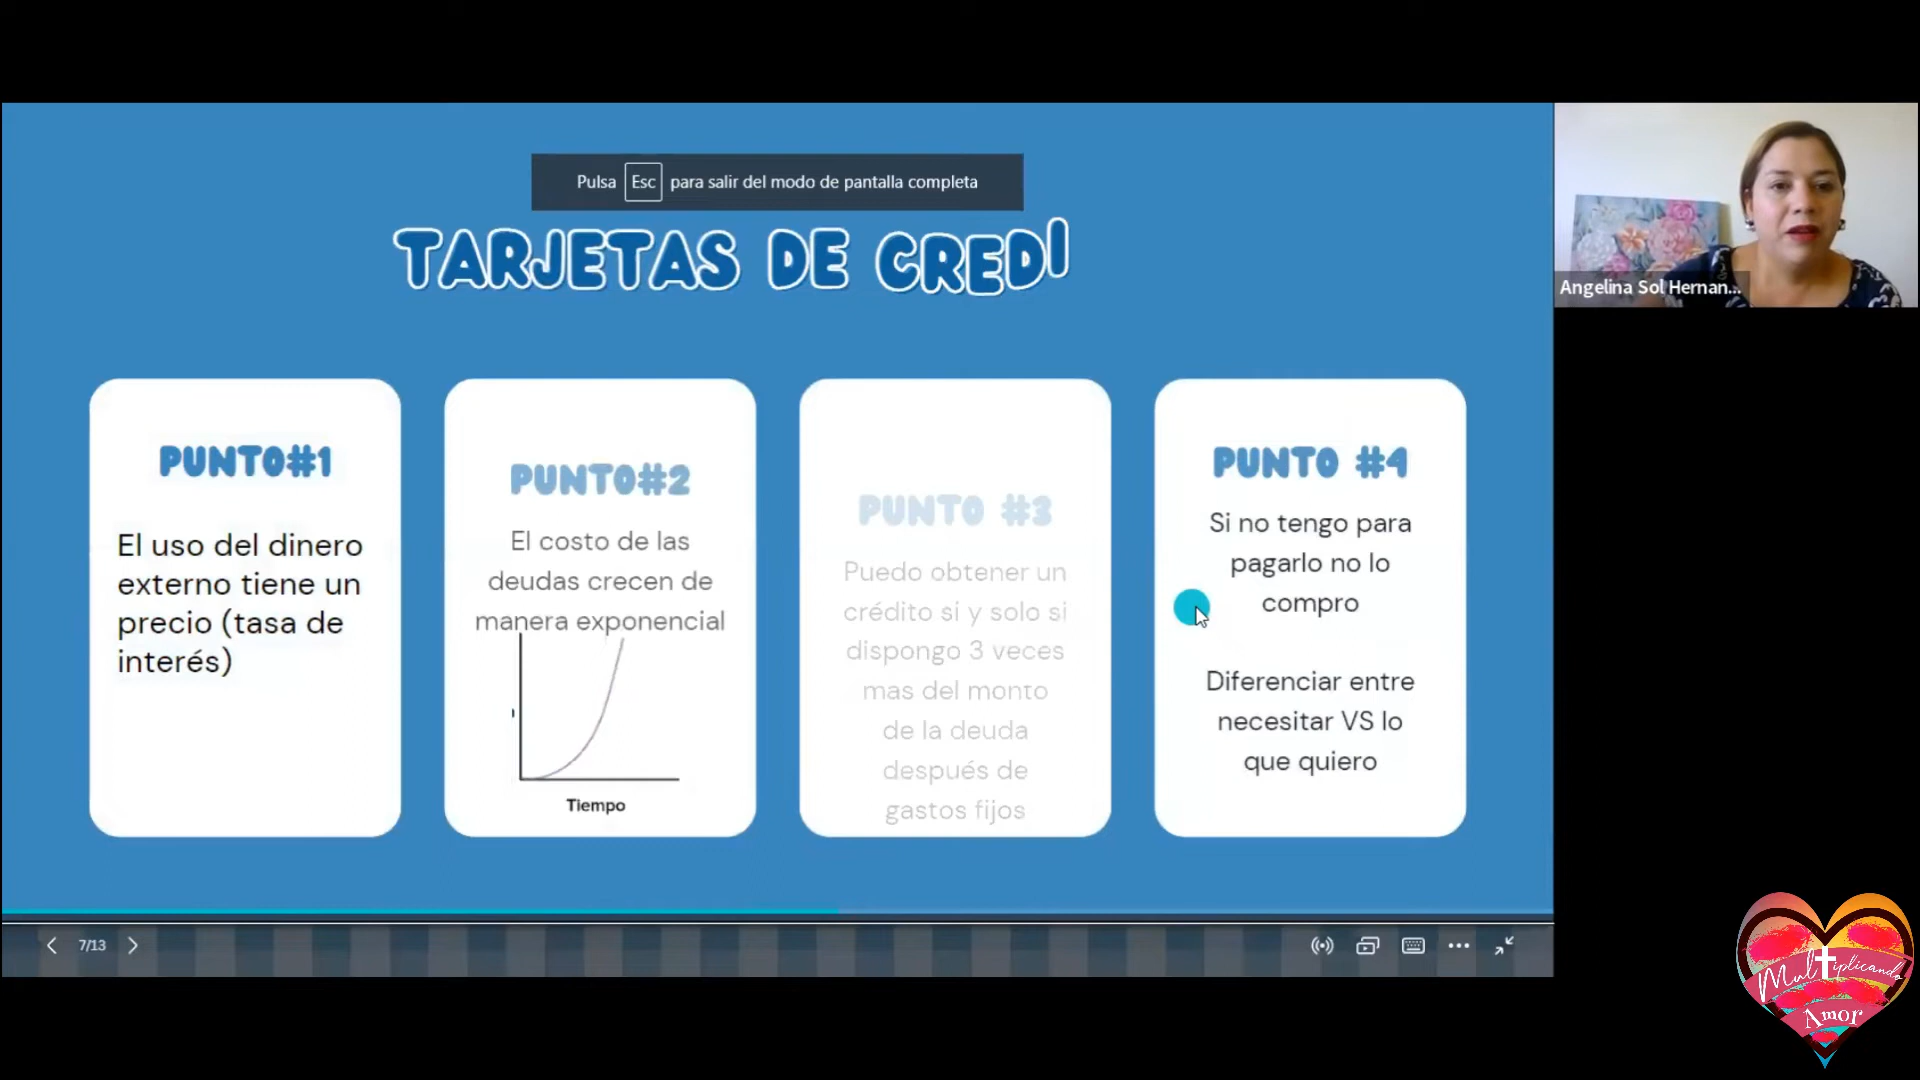 Pulsa Esc para salir del modo de pantalla completa
TARJETAS DE CREDI
PUNTO#1
El uso del dinero
externo tiene un
precio (tasa de
interés)
PUNTO#2
El costo de las
deudas crecen de
manera exponencial
Tiempo
PUNTO #3
Puedo obtener un
crédito si y solo si
dispongo 3 veces
mas del monto
de la deuda
después de
gastos fijos
PUNTO #4
Si no tengo para
pagarlo no lo
compro
Diferenciar entre
necesitar VS lo
que quiero
Angelina Sol Hernan...
7/13
Multiplicando
Amor